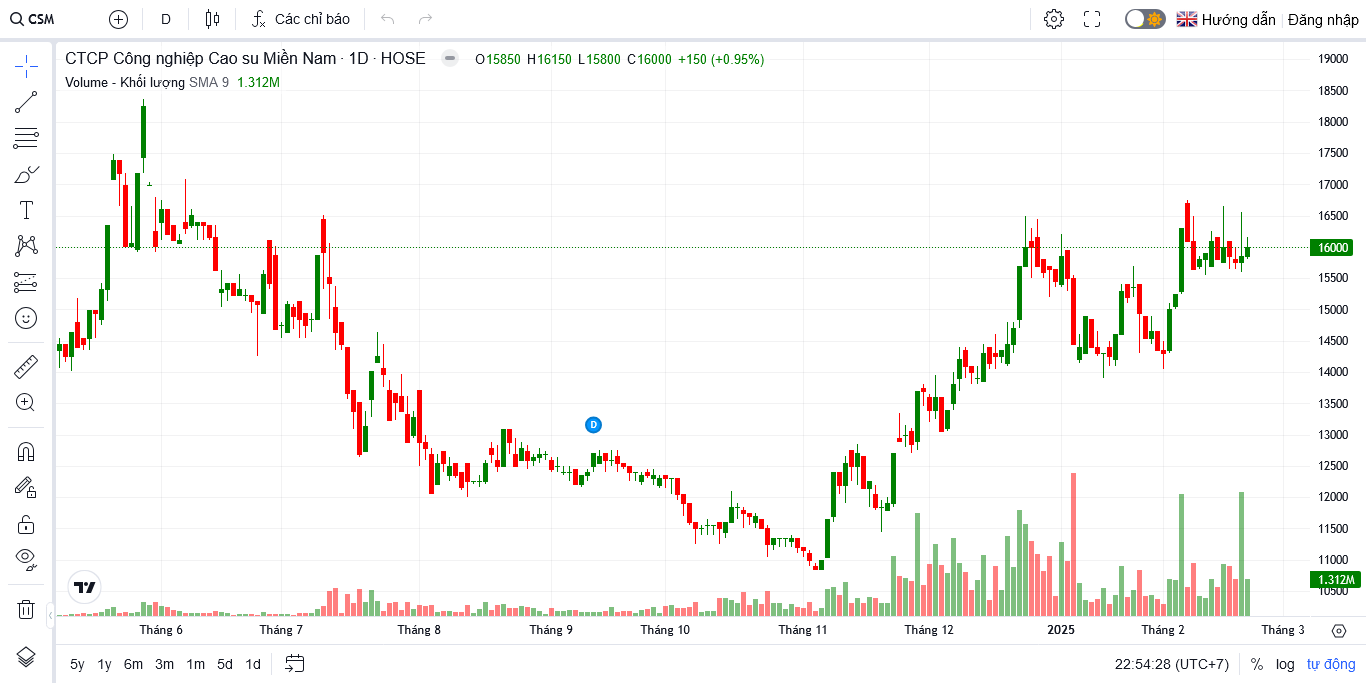 CSM D Các chỉ báo Hướng dẫn Đăng nhập
CTCP Công nghiệp Cao su Miền Nam · 1D · HOSE O15850 H16150 L15800 C16000 +150 (+0.95%)
Volume - Khối lượng SMA 9 1.312M
19000
18500
18000
17500
17000
16500
16000
15500
15000
14500
14000
13500
13000
12500
12000
11500
11000
1.312M
10500
D
Tháng 6 Tháng 7 Tháng 8 Tháng 9 Tháng 10 Tháng 11 Tháng 12 2025 Tháng 2 Tháng 3
5y 1y 6m 3m 1m 5d 1d 22:54:28 (UTC+7) % log tự động